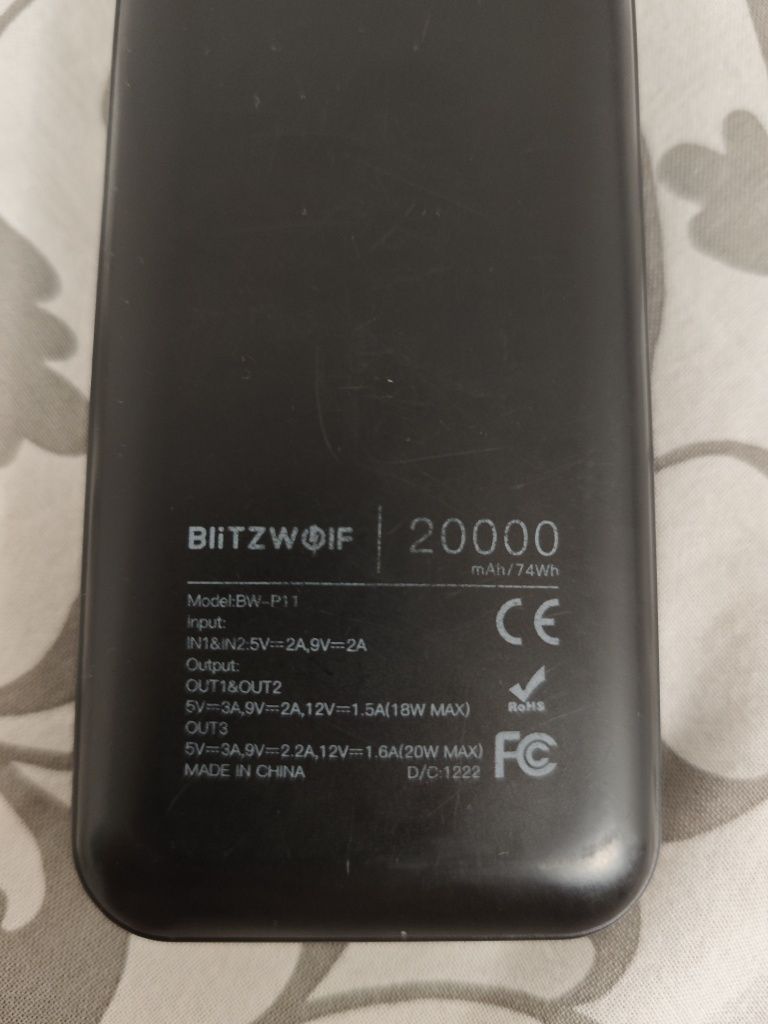 BliTZWOlF
20000
mAh/74Wh
Model:BW-P11
Input:
IN1&IN2:5V⎓2A,9V⎓2A
Output:
OUT1&OUT2
5V⎓3A,9V⎓2A,12V⎓1.5A(18W MAX)
OUT3
5V⎓3A,9V⎓2.2A,12V⎓1.6A(20W MAX)
MADE IN CHINA D/C:1222
CE
RoHS
FC